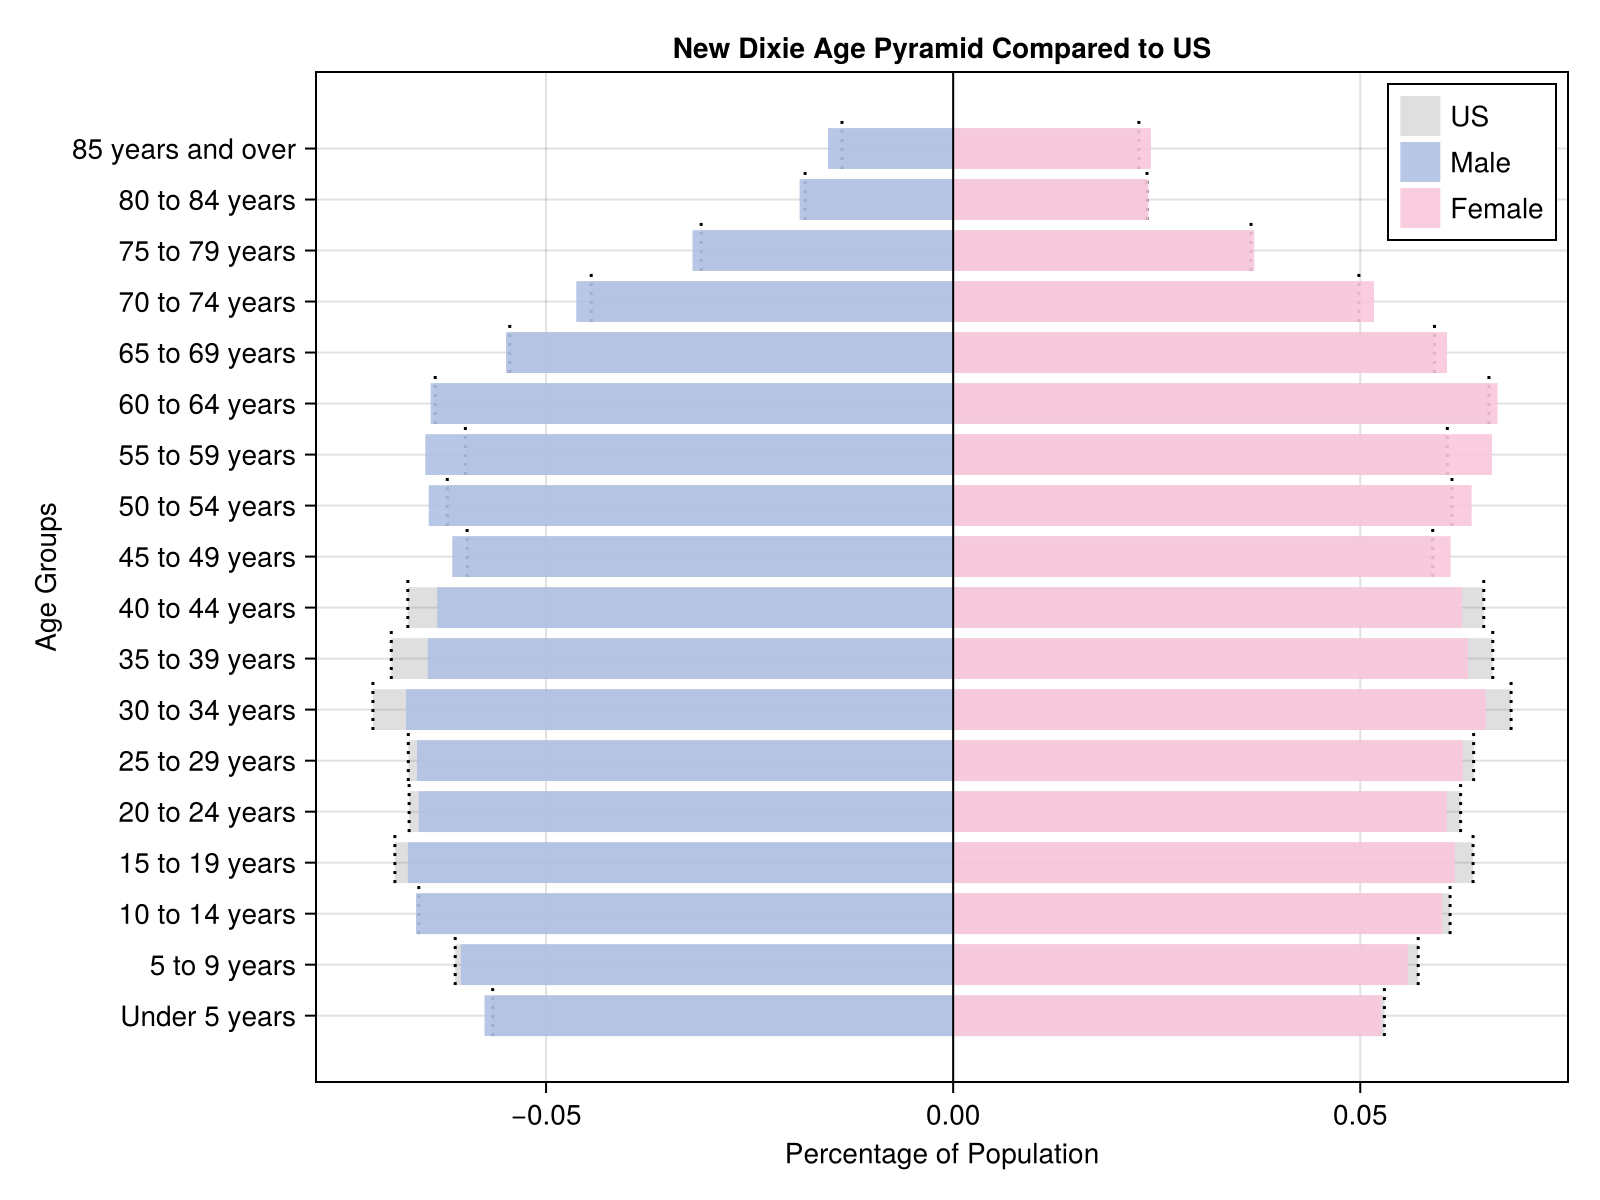 New Dixie Age Pyramid Compared to US
US
Male
Female
85 years and over
80 to 84 years
75 to 79 years
70 to 74 years
65 to 69 years
60 to 64 years
55 to 59 years
50 to 54 years
45 to 49 years
40 to 44 years
35 to 39 years
30 to 34 years
25 to 29 years
20 to 24 years
15 to 19 years
10 to 14 years
5 to 9 years
Under 5 years
Age Groups
−0.05 0.00 0.05
Percentage of Population